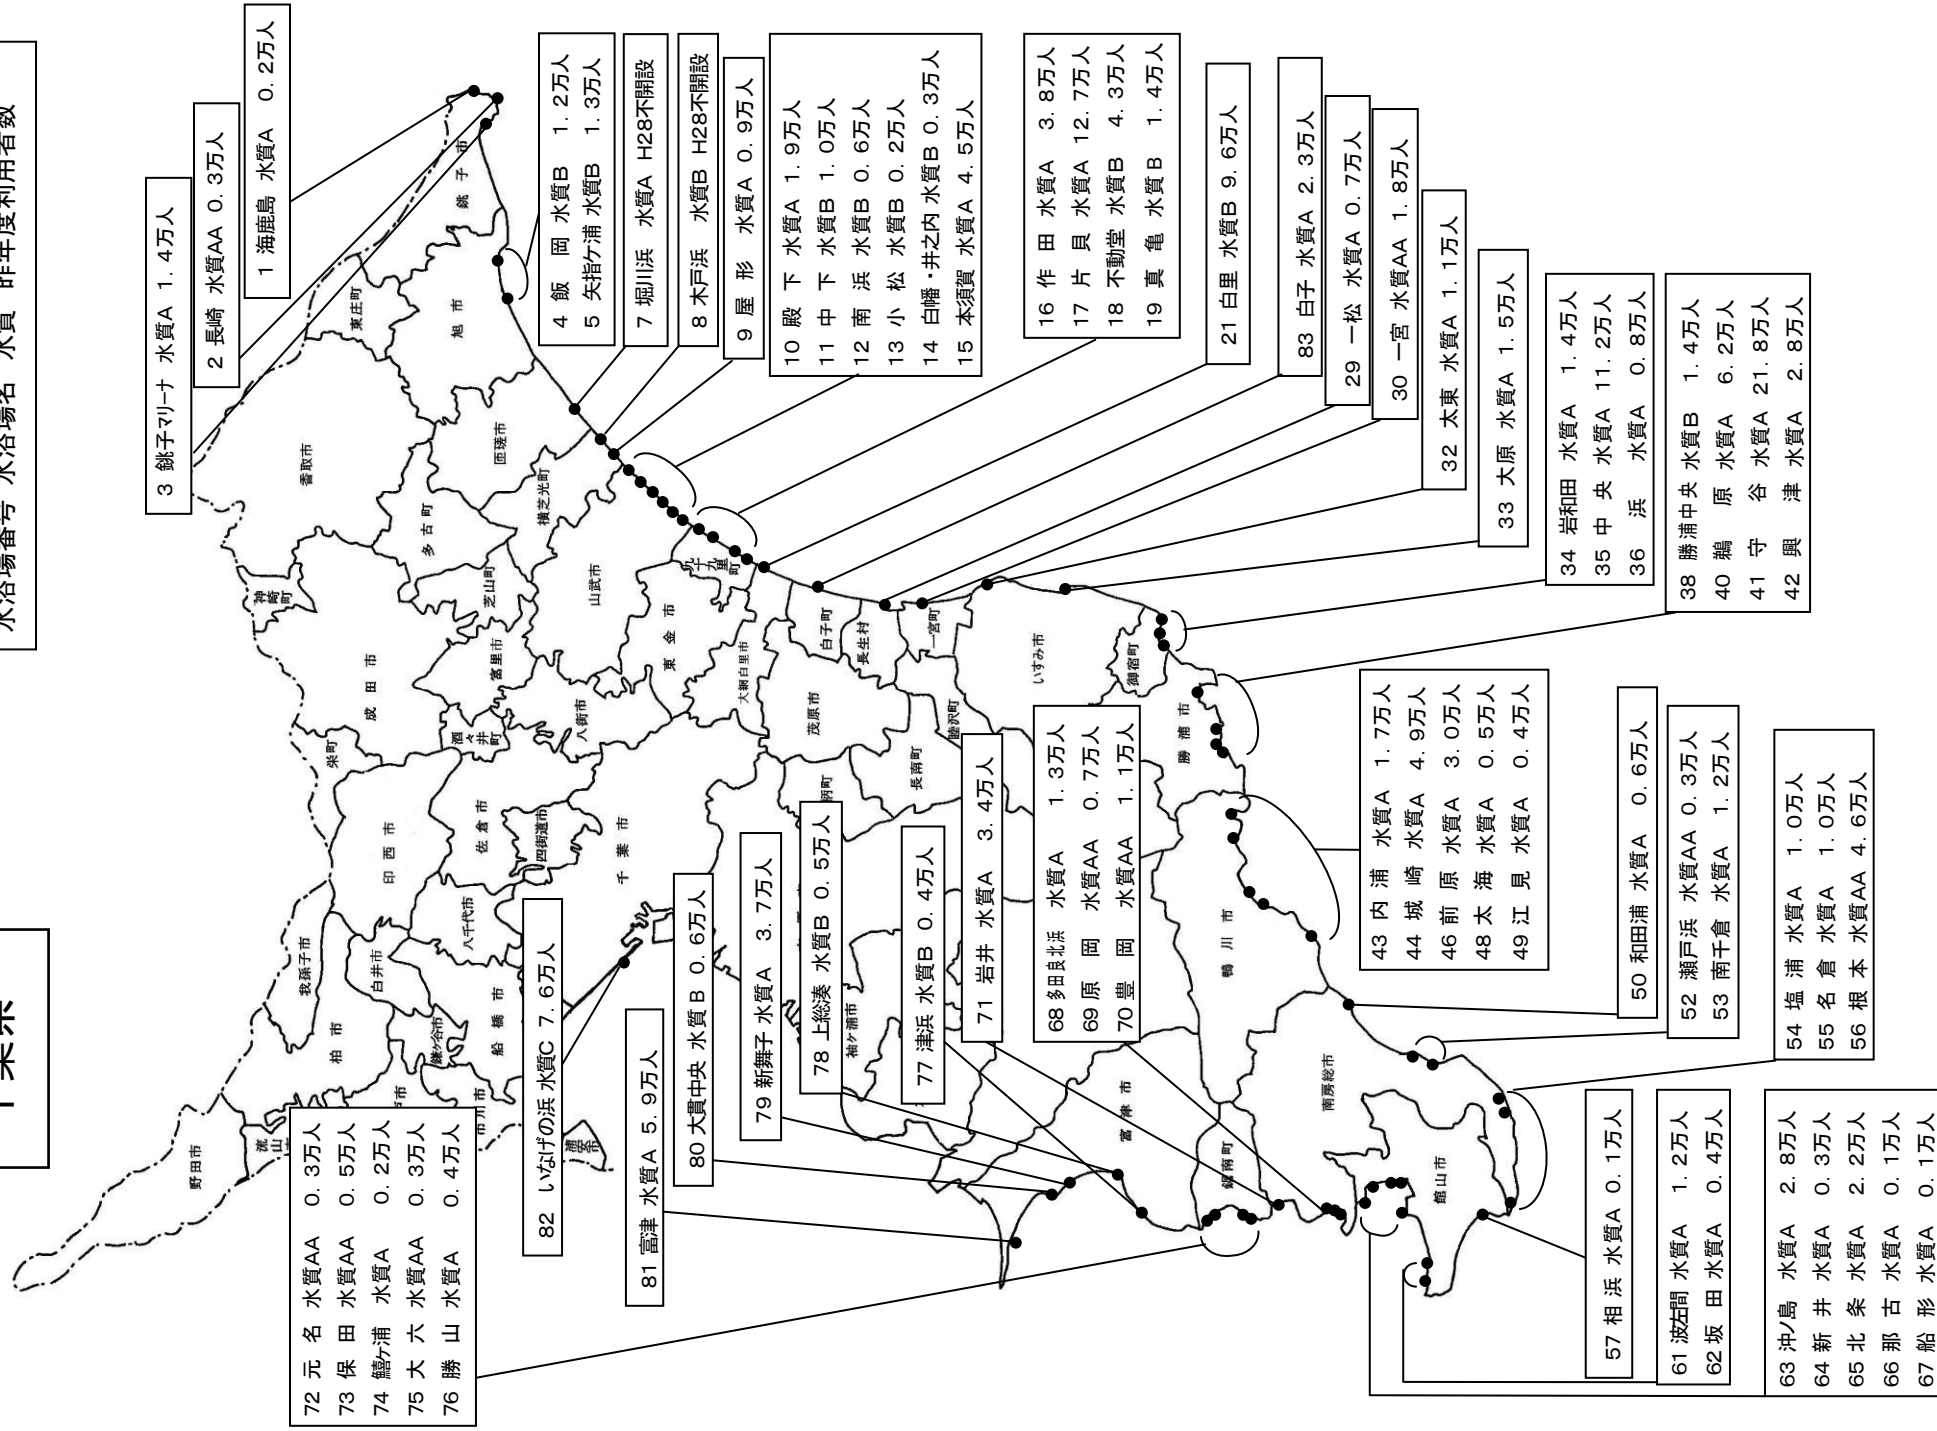 水浴場番号 水浴場名 水質 昨年度利用者数
千葉県
1 海鹿島 水質A 0.2万人
2 長崎 水質AA 0.3万人
3 銚子マリーナ 水質A 1.4万人
4 飯 岡 水質B 1.2万人
5 矢指ケ浦 水質B 1.3万人
7 堀川浜 水質A H28不開設
8 木戸浜 水質B H28不開設
9 屋 形 水質A 0.9万人
10 殿 下 水質A 1.9万人
11 中 下 水質B 1.0万人
12 南 浜 水質B 0.6万人
13 小 松 水質B 0.2万人
14 白幡・井之内 水質B 0.3万人
15 本須賀 水質A 4.5万人
16 作 田 水質A 3.8万人
17 片 貝 水質A 12.7万人
18 不動堂 水質B 4.3万人
19 真 亀 水質B 1.4万人
21 白里 水質B 9.6万人
83 白子 水質A 2.3万人
29 一松 水質A 0.7万人
30 一宮 水質AA 1.8万人
32 太東 水質A 1.1万人
33 大原 水質A 1.5万人
34 岩和田 水質A 1.4万人
35 中 央 水質A 11.2万人
36 浜 水質A 0.8万人
38 勝浦中央 水質B 1.4万人
40 鵜 原 水質A 6.2万人
41 守 谷 水質A 21.8万人
42 興 津 水質A 2.8万人
43 内 浦 水質A 1.7万人
44 城 崎 水質A 4.9万人
46 前 原 水質A 3.0万人
48 太 海 水質A 0.5万人
49 江 見 水質A 0.4万人
50 和田浦 水質A 0.6万人
52 瀬戸浜 水質AA 0.3万人
53 南千倉 水質A 1.2万人
54 塩 浦 水質A 1.0万人
55 名 倉 水質A 1.0万人
56 根 本 水質AA 4.6万人
57 相 浜 水質A 0.1万人
61 波左間 水質A 1.2万人
62 坂 田 水質A 0.4万人
63 沖ノ島 水質A 2.8万人
64 新 井 水質A 0.3万人
65 北 条 水質A 2.2万人
66 那 古 水質A 0.1万人
67 船 形 水質A 0.1万人
68 多田良北浜 水質A 1.3万人
69 原 岡 水質AA 0.7万人
70 豊 岡 水質AA 1.1万人
71 岩井 水質A 3.4万人
72 元 名 水質AA 0.3万人
73 保 田 水質AA 0.5万人
74 鱚ケ浦 水質A 0.2万人
75 大 六 水質AA 0.3万人
76 勝 山 水質A 0.4万人
77 津浜 水質B 0.4万人
78 上総湊 水質B 0.5万人
79 新舞子 水質A 3.7万人
80 大貫中央 水質B 0.6万人
81 富津 水質A 5.9万人
82 いなげの浜 水質C 7.6万人
銚子市
東庄町
旭市
香取市
匝瑳市
多古町
横芝光町
神崎町
芝山町
山武市
九十九里町
成田市
富里市
東金市
白子町
長生村
一宮町
大網白里市
いすみ市
御宿町
酒々井町
八街市
栄町
茂原市
睦沢町
勝浦市
長南町
柄町
佐倉市
四街道市
印西市
千葉市
八千代市
我孫子市
白井市
船橋市
柏市
鎌ケ谷市
鴨川市
袖ケ浦市
戸市
市川市
流山
浦安市
野田市
富津市
南房総市
鋸南町
館山市